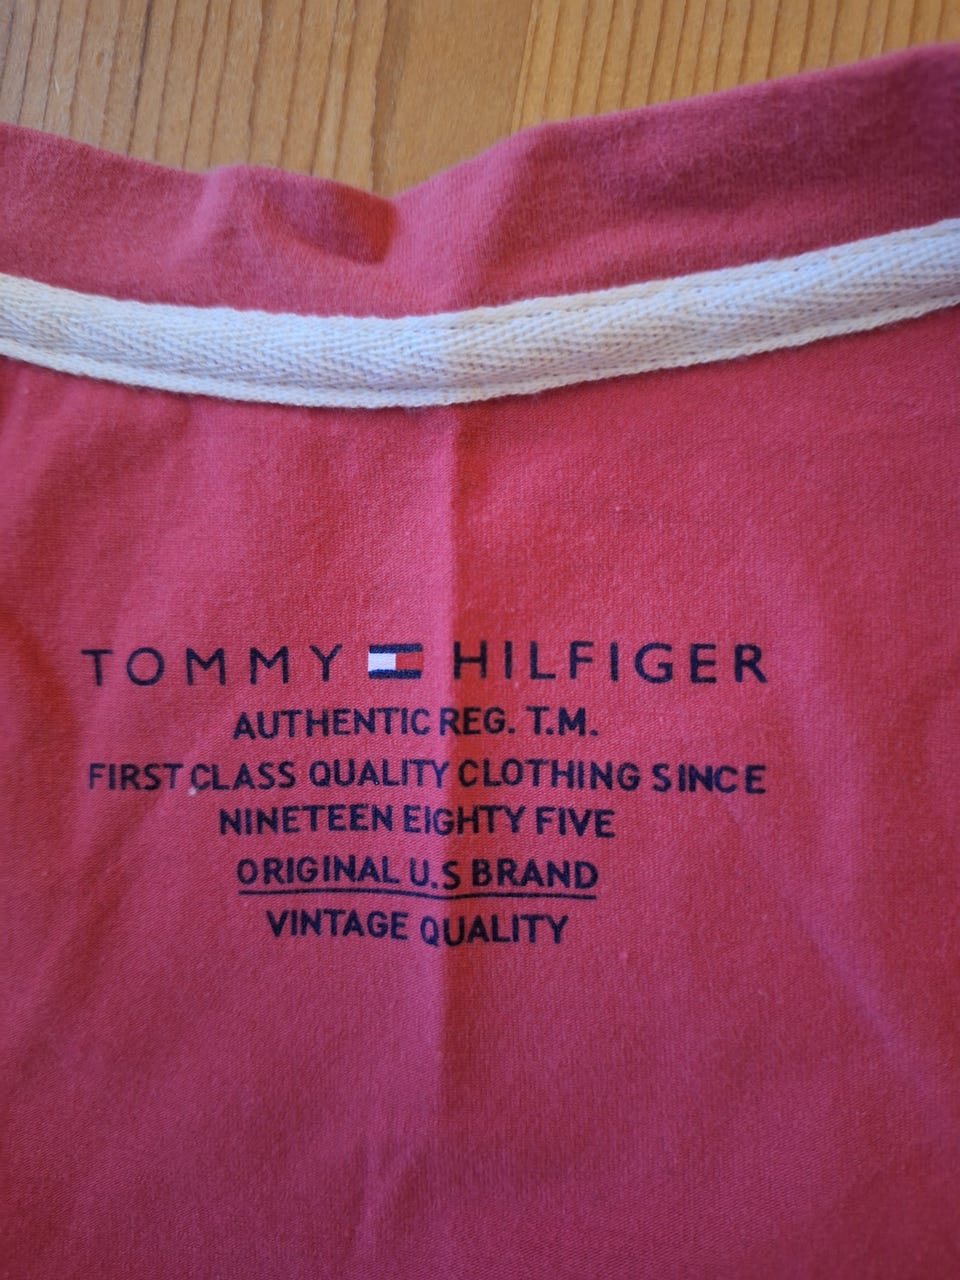 TOMMY HILFIGER
AUTHENTIC REG. T.M.
FIRST CLASS QUALITY CLOTHING SINCE
NINETEEN EIGHTY FIVE
ORIGINAL U.S BRAND
VINTAGE QUALITY